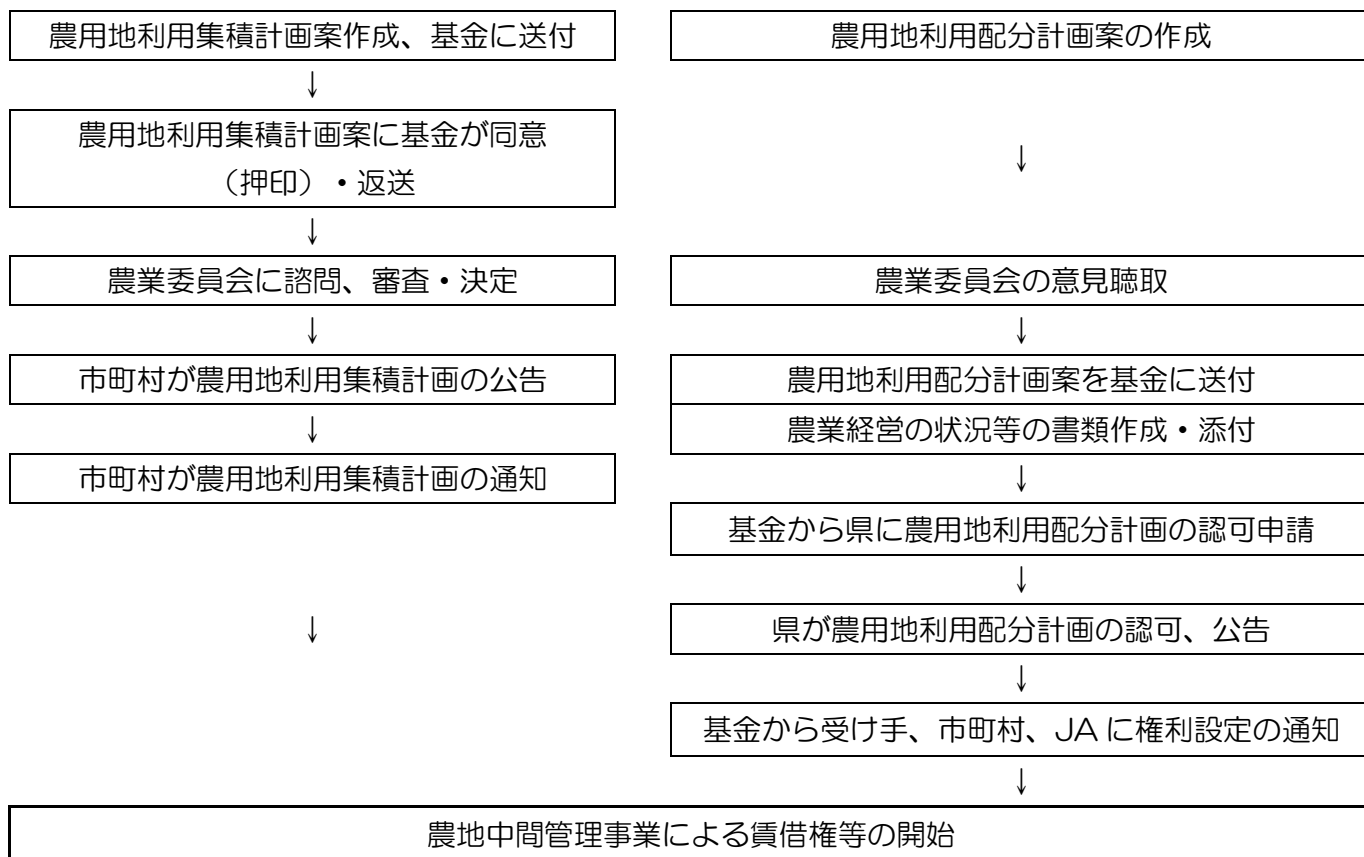 農用地利用集積計画案作成、基金に送付
↓
農用地利用集積計画案に基金が同意
（押印）・返送
↓
農業委員会に諮問、審査・決定
↓
市町村が農用地利用集積計画の公告
↓
市町村が農用地利用集積計画の通知
↓
農用地利用配分計画案の作成
↓
農業委員会の意見聴取
↓
農用地利用配分計画案を基金に送付
農業経営の状況等の書類作成・添付
↓
基金から県に農用地利用配分計画の認可申請
↓
県が農用地利用配分計画の認可、公告
↓
基金から受け手、市町村、JAに権利設定の通知
↓
農地中間管理事業による賃借権等の開始